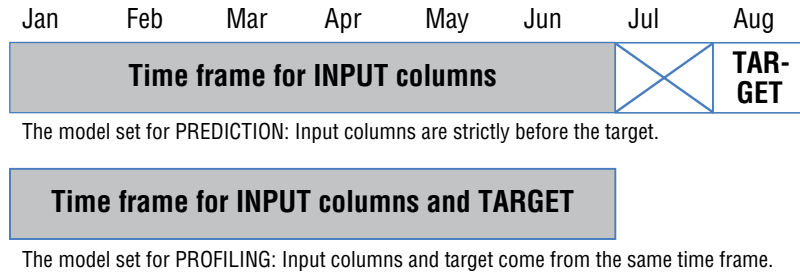 Jan Feb Mar Apr May Jun Jul Aug
Time frame for INPUT columns
TAR-
GET
The model set for PREDICTION: Input columns are strictly before the target.
Time frame for INPUT columns and TARGET
The model set for PROFILING: Input columns and target come from the same time frame.